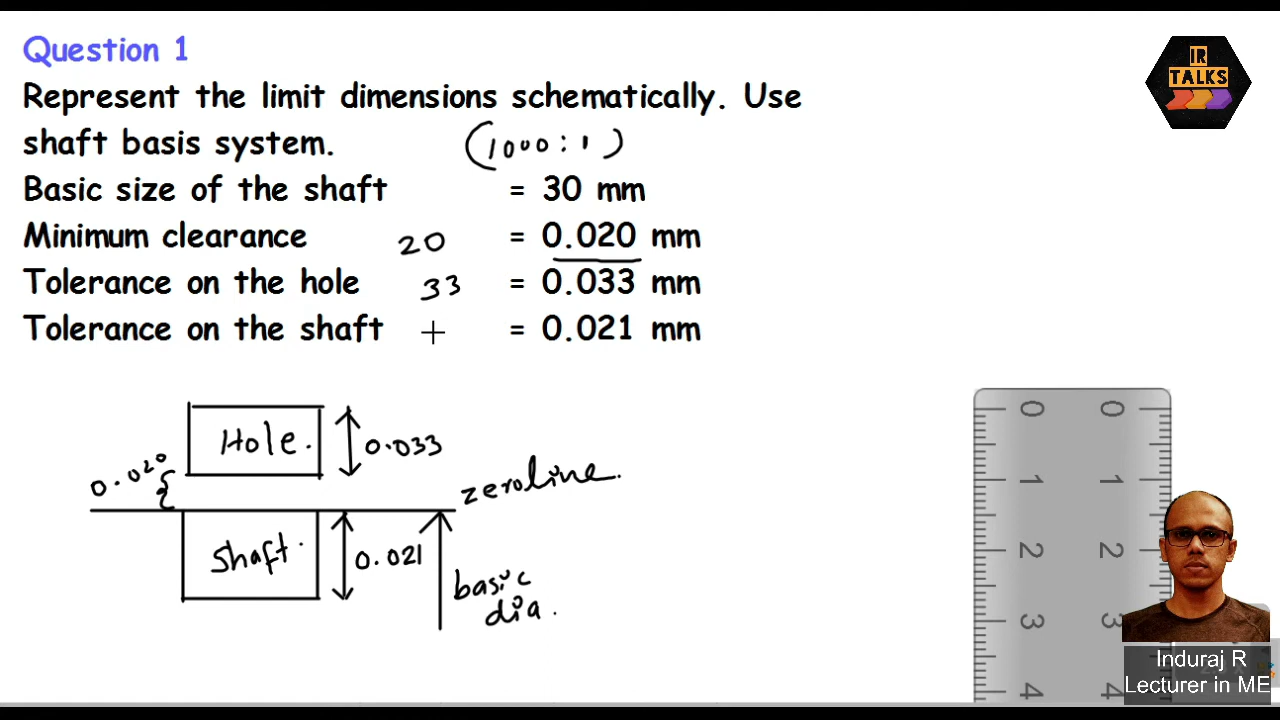 Question 1
IR
TALKS
Represent the limit dimensions schematically. Use
shaft basis system. (1000:1)
Basic size of the shaft = 30 mm
Minimum clearance 20 = 0.020 mm
Tolerance on the hole 33 = 0.033 mm
Tolerance on the shaft + = 0.021 mm
Hole. 0.033
0.020
zeroline.
Shaft. 0.021
basic
dia.
0 0
1 1
2 2
3 3
4 4
Induraj R
Lecturer in ME